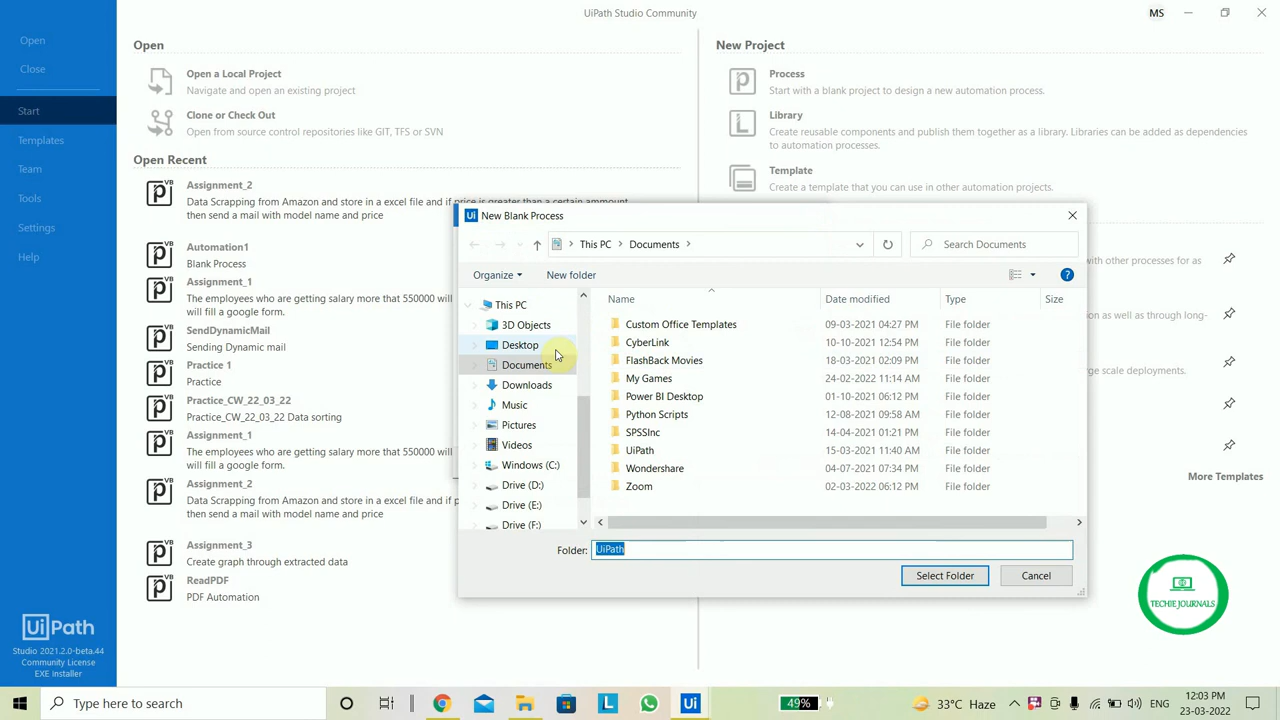 UiPath Studio Community
MS
Open
Close
Start
Templates
Team
Tools
Settings
Help
Open
Open a Local Project
Navigate and open an existing project
Clone or Check Out
Open from source control repositories like GIT, TFS or SVN
Open Recent
Assignment_2
Data Scrapping from Amazon and store in a excel file and if price is greater than a certain ammount,
then send a mail with model name and price
Automation1
Blank Process
Assignment_1
The employees who are getting salary more that 550000
will fill a google form.
SendDynamicMail
Sending Dynamic mail
Practice 1
Practice
Practice_CW_22_03_22
Practice_CW_22_03_22 Data sorting
Assignment_1
The employees who are getting salary more that 550000
will fill a google form.
Assignment_2
Data Scrapping from Amazon and store in a excel file and if p
then send a mail with model name and price
Assignment_3
Create graph through extracted data
ReadPDF
PDF Automation
New Project
Process
Start with a blank project to design a new automation process.
Library
Create reusable components and publish them together as a library. Libraries can be added as dependencies
to automation processes.
Template
Create a template that you can use in other automation projects.
with other processes for as
ion as well as through long-
arge scale deployments.
More Templates
Ui New Blank Process
This PC > Documents >
Search Documents
Organize
New folder
This PC
3D Objects
Desktop
Documents
Downloads
Music
Pictures
Videos
Windows (C:)
Drive (D:)
Drive (E:)
Drive (F:)
Name Date modified Type Size
Custom Office Templates 09-03-2021 04:27 PM File folder
CyberLink 10-10-2021 12:54 PM File folder
FlashBack Movies 18-03-2021 02:09 PM File folder
My Games 24-02-2022 11:14 AM File folder
Power BI Desktop 01-10-2021 06:12 PM File folder
Python Scripts 12-08-2021 09:58 AM File folder
SPSSInc 14-04-2021 01:21 PM File folder
UiPath 15-03-2021 11:40 AM File folder
Wondershare 04-07-2021 07:34 PM File folder
Zoom 02-03-2022 06:12 PM File folder
Folder: UiPath
Select Folder
Cancel
TECHIE JOURNALS
UiPath
Studio 2021.2.0-beta.44
Community License
EXE Installer
Type here to search
L
Ui
49%
33°C Haze
ENG
12:03 PM
23-03-2022